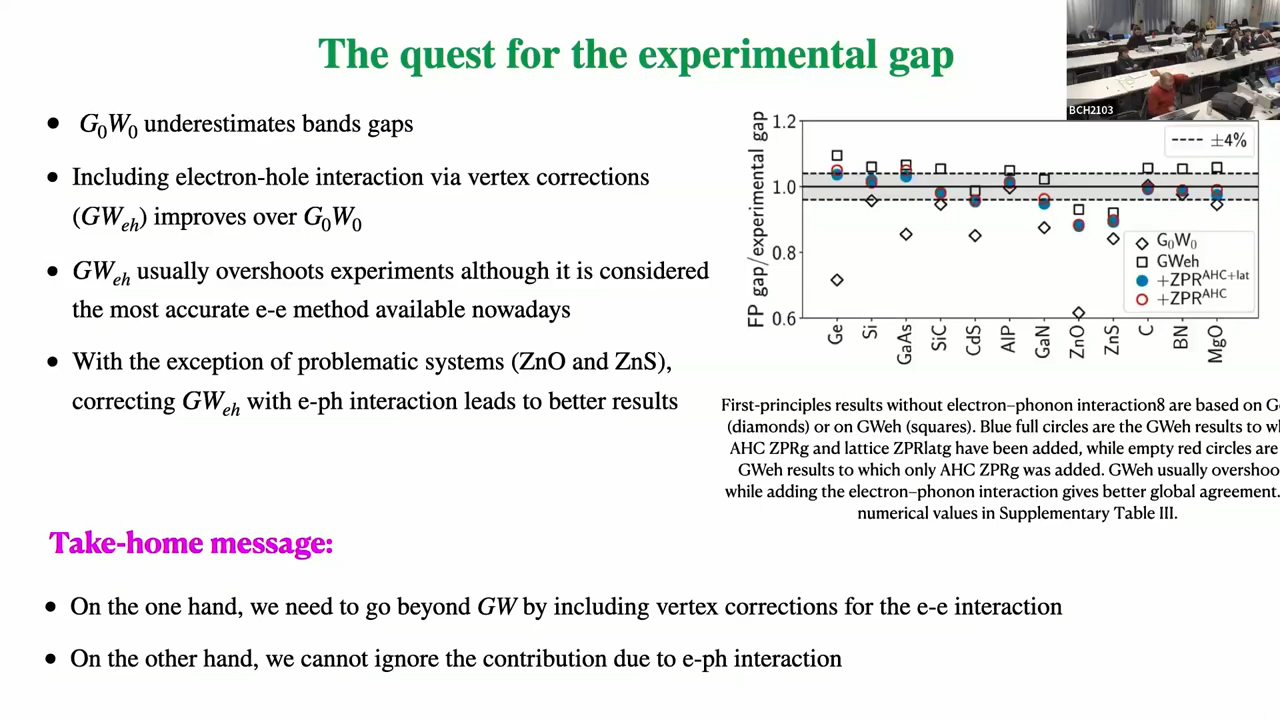 The quest for the experimental gap
BCH2103
• G₀W₀ underestimates bands gaps
• Including electron-hole interaction via vertex corrections
(GWₑₕ) improves over G₀W₀
• GWₑₕ usually overshoots experiments although it is considered
the most accurate e-e method available nowadays
• With the exception of problematic systems (ZnO and ZnS),
correcting GWₑₕ with e-ph interaction leads to better results
FP gap/experimental gap
1.2
1.0
0.8
0.6
±4%
G₀W₀
GWeh
+ZPRᴬᴴᶜ⁺ˡᵃᵗ
+ZPRᴬᴴᶜ
Ge
Si
GaAs
SiC
CdS
AlP
GaN
ZnO
ZnS
C
BN
MgO
First-principles results without electron–phonon interaction8 are based on
(diamonds) or on GWeh (squares). Blue full circles are the GWeh results to
AHC ZPRg and lattice ZPRlatg have been added, while empty red circles are
GWeh results to which only AHC ZPRg was added. GWeh usually overshoo
while adding the electron–phonon interaction gives better global agreement.
numerical values in Supplementary Table III.
Take-home message:
• On the one hand, we need to go beyond GW by including vertex corrections for the e-e interaction
• On the other hand, we cannot ignore the contribution due to e-ph interaction